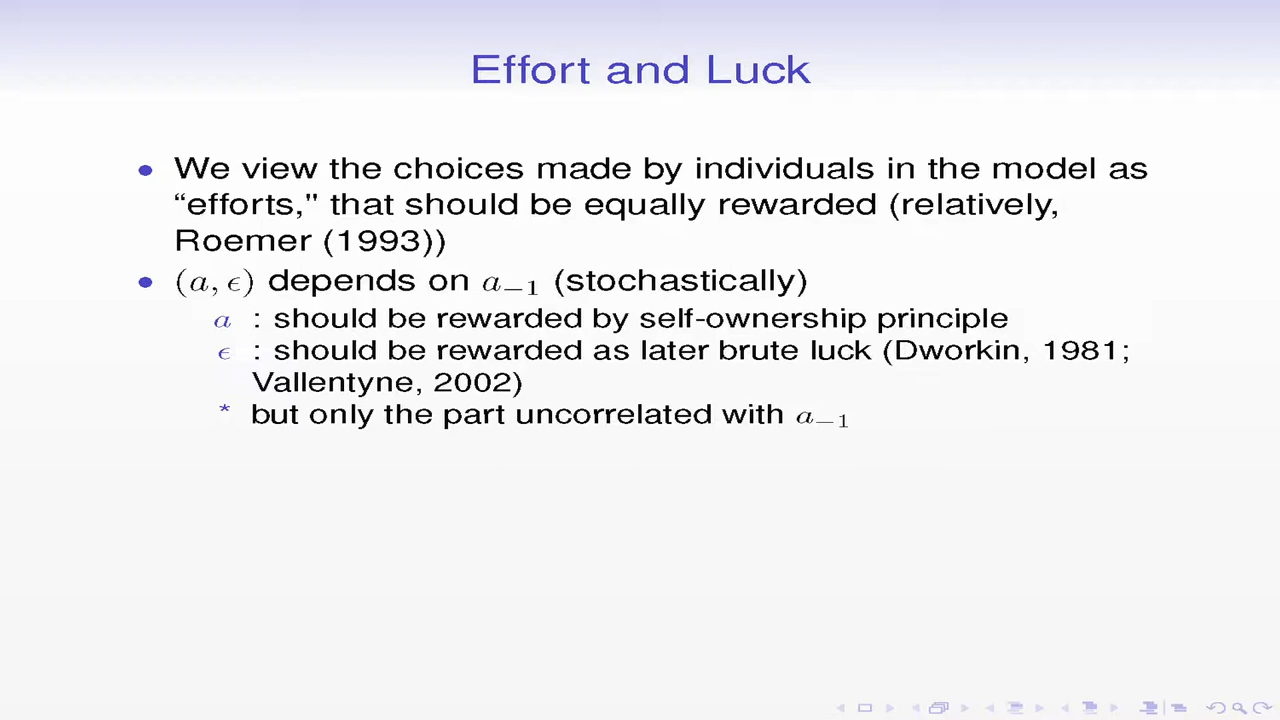 Effort and Luck
• We view the choices made by individuals in the model as
“efforts," that should be equally rewarded (relatively,
Roemer (1993))
• (a, ϵ) depends on a₋₁ (stochastically)
a : should be rewarded by self-ownership principle
ϵ : should be rewarded as later brute luck (Dworkin, 1981;
Vallentyne, 2002)
* but only the part uncorrelated with a₋₁